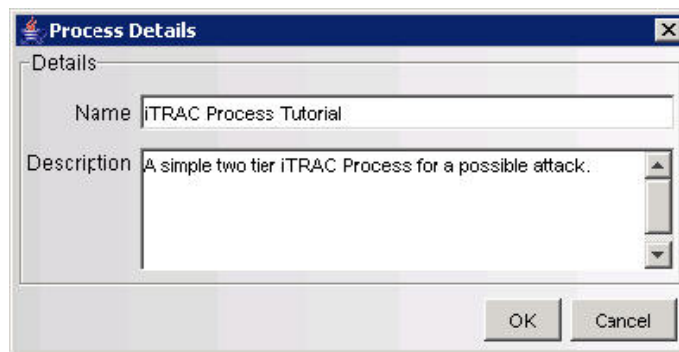 Process Details
Details
Name iTRAC Process Tutorial
Description A simple two tier iTRAC Process for a possible attack.
OK Cancel